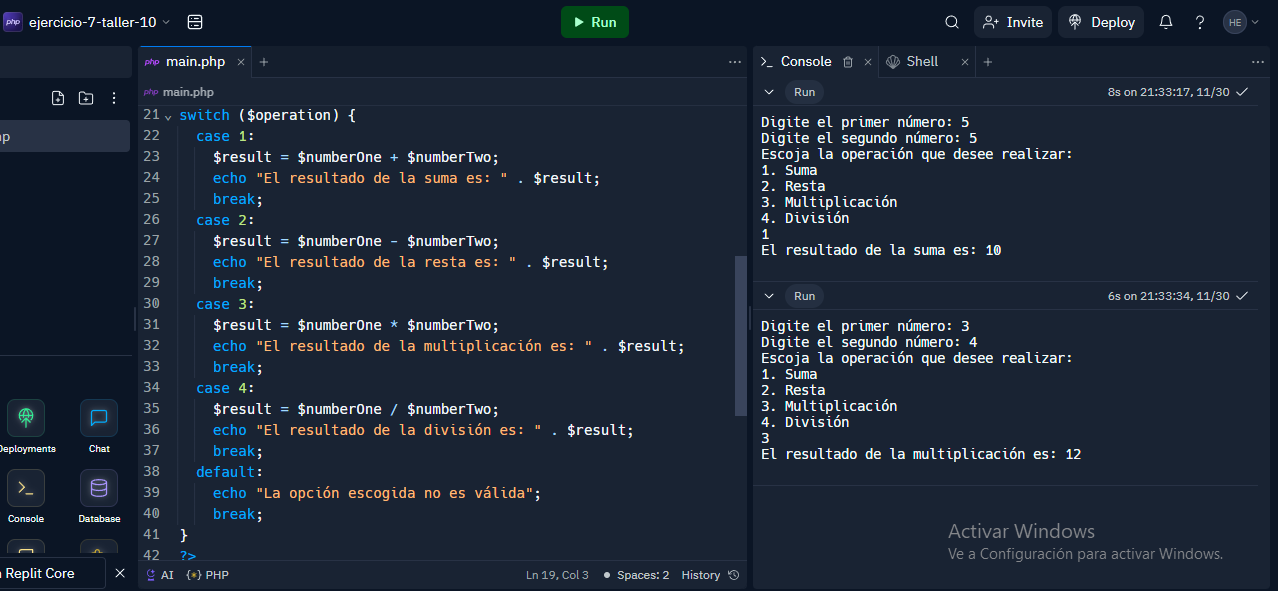 php ejercicio-7-taller-10
Run
Invite
Deploy
HE
php main.php
php main.php
21 switch ($operation) {
22 case 1:
23 $result = $numberOne + $numberTwo;
24 echo "El resultado de la suma es: " . $result;
25 break;
26 case 2:
27 $result = $numberOne - $numberTwo;
28 echo "El resultado de la resta es: " . $result;
29 break;
30 case 3:
31 $result = $numberOne * $numberTwo;
32 echo "El resultado de la multiplicación es: " . $result;
33 break;
34 case 4:
35 $result = $numberOne / $numberTwo;
36 echo "El resultado de la división es: " . $result;
37 break;
38 default:
39 echo "La opción escogida no es válida";
40 break;
41 }
42 ?>
AI {} PHP
Ln 19, Col 3 • Spaces: 2 History
Console
Shell
Run 8s on 21:33:17, 11/30
Digite el primer número: 5
Digite el segundo número: 5
Escoja la operación que desee realizar:
1. Suma
2. Resta
3. Multiplicación
4. División
1
El resultado de la suma es: 10
Run 6s on 21:33:34, 11/30
Digite el primer número: 3
Digite el segundo número: 4
Escoja la operación que desee realizar:
1. Suma
2. Resta
3. Multiplicación
4. División
3
El resultado de la multiplicación es: 12
Activar Windows
Ve a Configuración para activar Windows.
p
Deployments
Chat
Console
Database
Replit Core